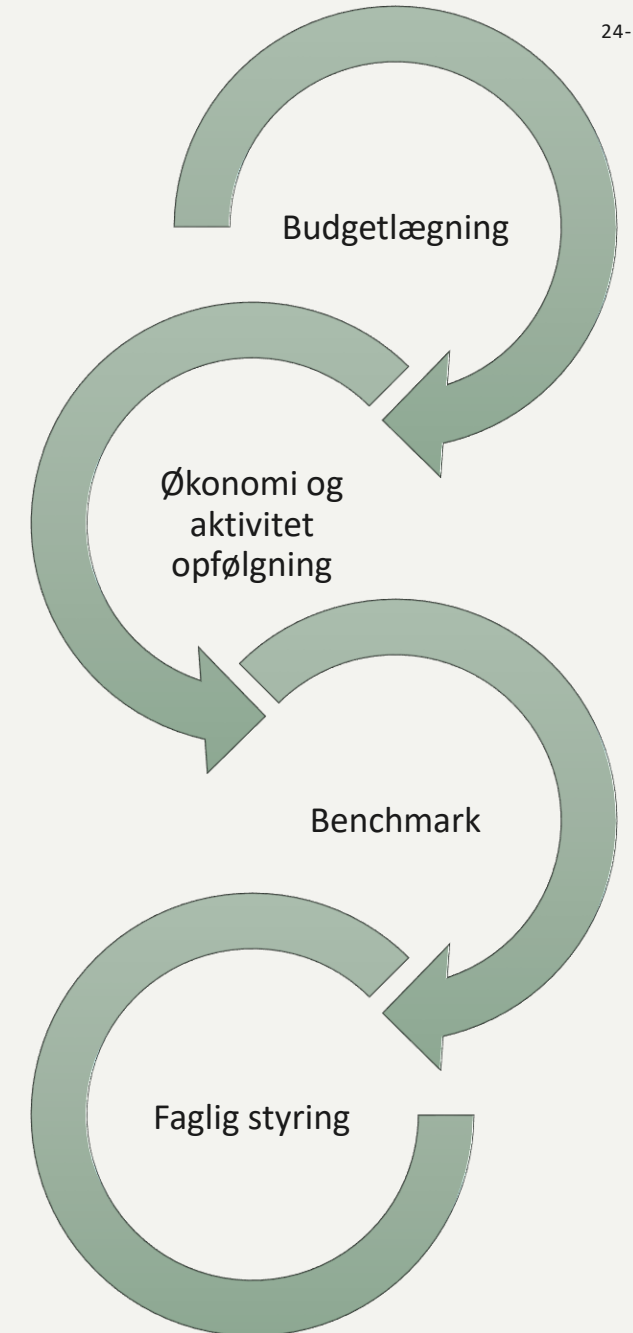 24-
Budgetlægning
Økonomi og
aktivitet
opfølgning
Benchmark
Faglig styring